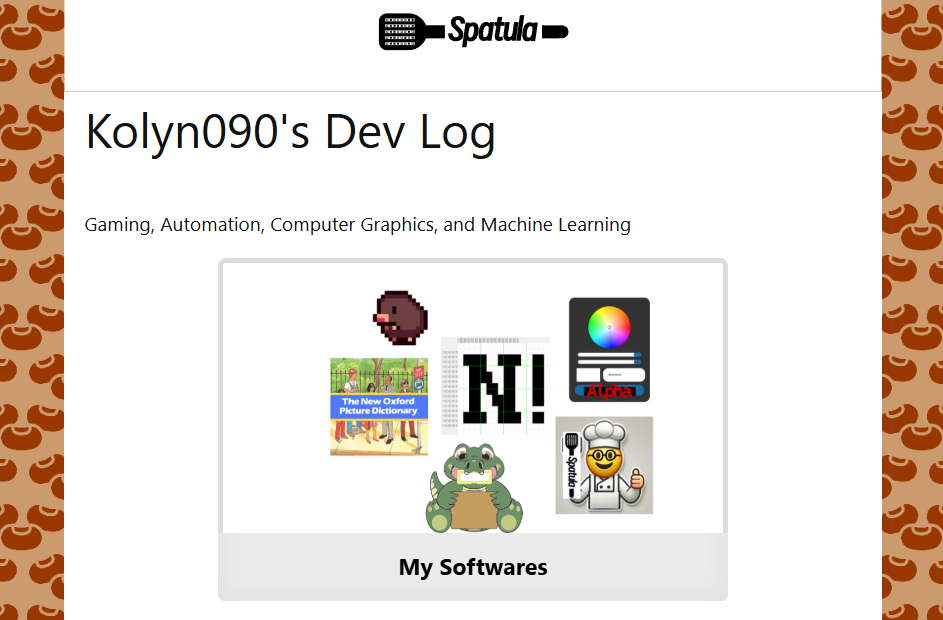 Spatula
Kolyn090's Dev Log
Gaming, Automation, Computer Graphics, and Machine Learning
The New Oxford
Picture Dictionary
N!
Alpha
Spatula
My Softwares